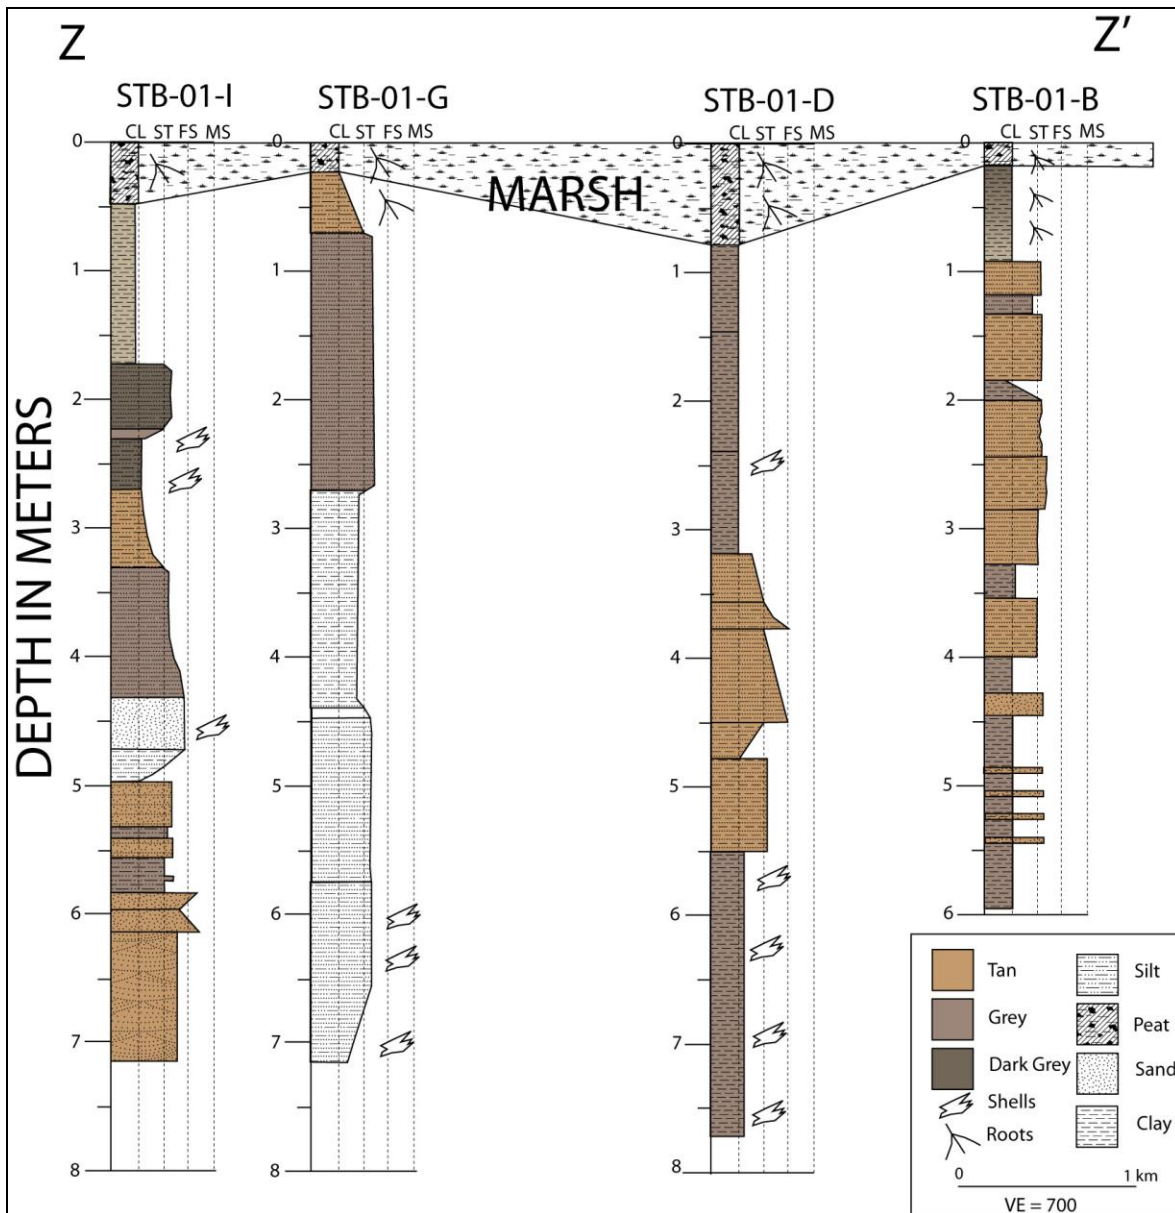 Z
Z'
STB-01-I
STB-01-G
STB-01-D
STB-01-B
CL ST FS MS
CL ST FS MS
CL ST FS MS
CL ST FS MS
0
1
2
3
4
5
6
7
8
0
1
2
3
4
5
6
7
8
0
1
2
3
4
5
6
7
8
0
1
2
3
4
5
6
MARSH
DEPTH IN METERS
Tan
Grey
Dark Grey
Shells
Roots
Silt
Peat
Sand
Clay
0 1 km
VE = 700